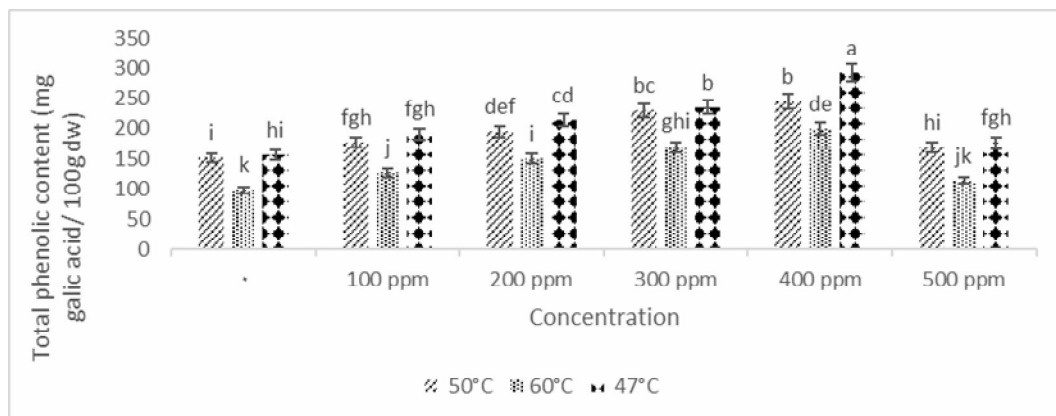 Total phenolic content (mg
galic acid/ 100g dw)
350
300
250
200
150
100
50
0
i
k
hi
fgh
j
fgh
def
i
cd
bc
ghi
b
b
de
a
hi
jk
fgh
*
100 ppm
200 ppm
300 ppm
400 ppm
500 ppm
Concentration
50°C
60°C
47°C